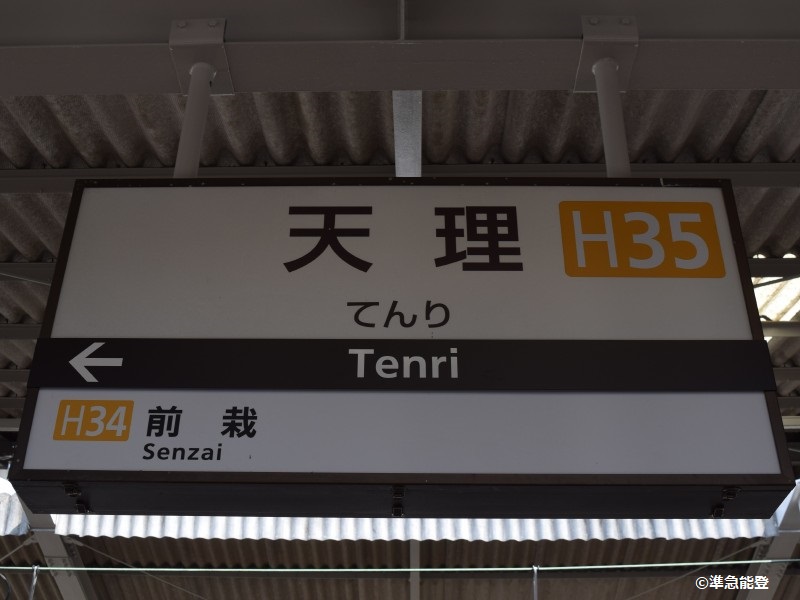 天理 H35
てんり
← Tenri
H34 前栽
Senzai
©準急能登